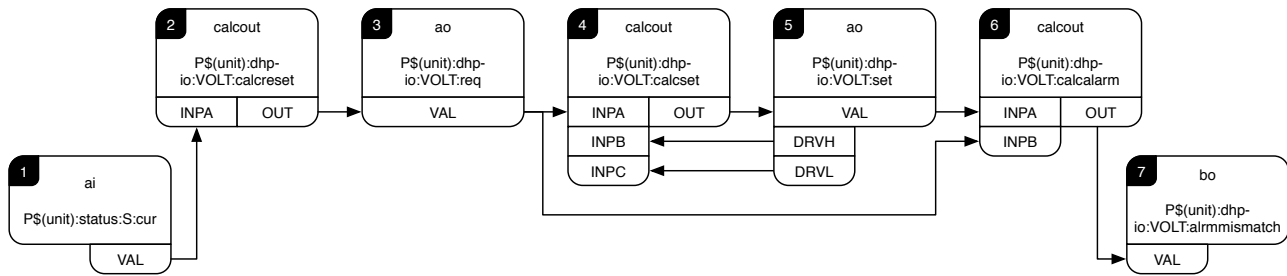 2
calcout
P$(unit):dhp-
io:VOLT:calcreset
INPA
OUT
3
ao
P$(unit):dhp-
io:VOLT:req
VAL
4
calcout
P$(unit):dhp-
io:VOLT:calcset
INPA
OUT
INPB
INPC
5
ao
P$(unit):dhp-
io:VOLT:set
VAL
DRVH
DRVL
6
calcout
P$(unit):dhp-
io:VOLT:calcalarm
INPA
OUT
INPB
1
ai
P$(unit):status:S:cur
VAL
7
bo
P$(unit):dhp-
io:VOLT:alrmmismatch
VAL